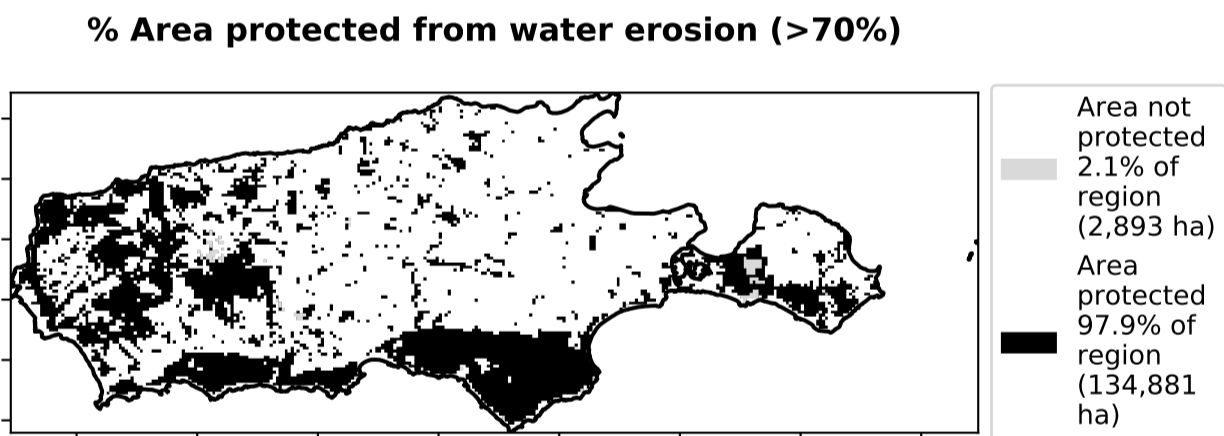 % Area protected from water erosion (>70%)
Area not
protected
2.1% of
region
(2,893 ha)
Area
protected
97.9% of
region
(134,881
ha)